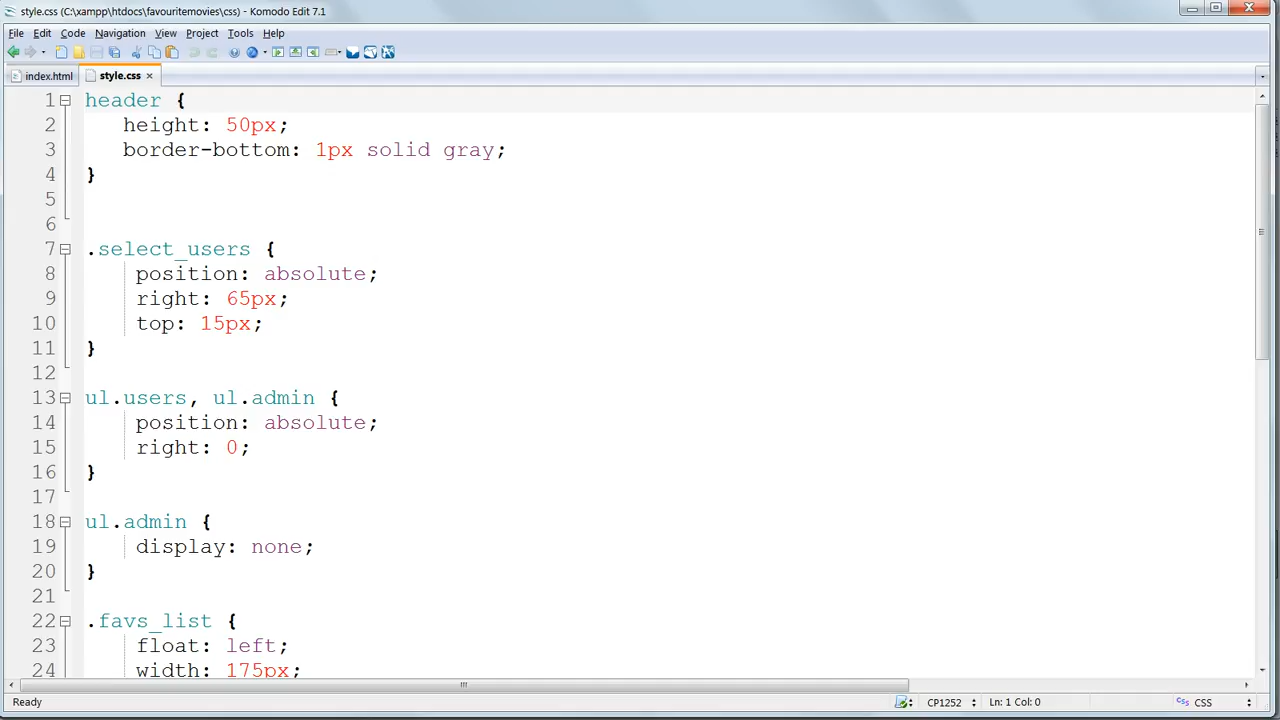 style.css (C:\xampp\htdocs\favouritemovies\css) - Komodo Edit 7.1
File Edit Code Navigation View Project Tools Help
index.html style.css
1 header {
2 height: 50px;
3 border-bottom: 1px solid gray;
4 }
5
6
7 .select_users {
8 position: absolute;
9 right: 65px;
10 top: 15px;
11 }
12
13 ul.users, ul.admin {
14 position: absolute;
15 right: 0;
16 }
17
18 ul.admin {
19 display: none;
20 }
21
22 .favs_list {
23 float: left;
24 width: 175px;
Ready CP1252 Ln: 1 Col: 0 CSS